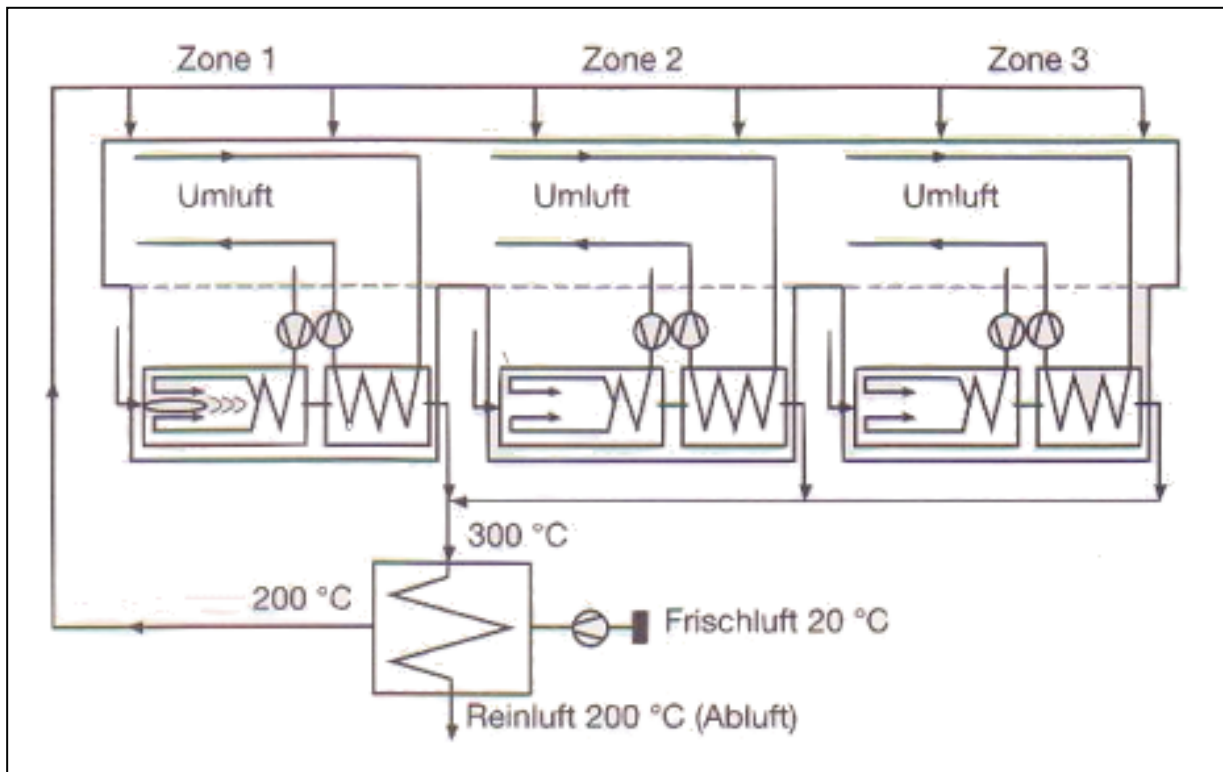 Zone 1
Zone 2
Zone 3
Umluft
Umluft
Umluft
300 °C
200 °C
Frischluft 20 °C
Reinluft 200 °C (Abluft)